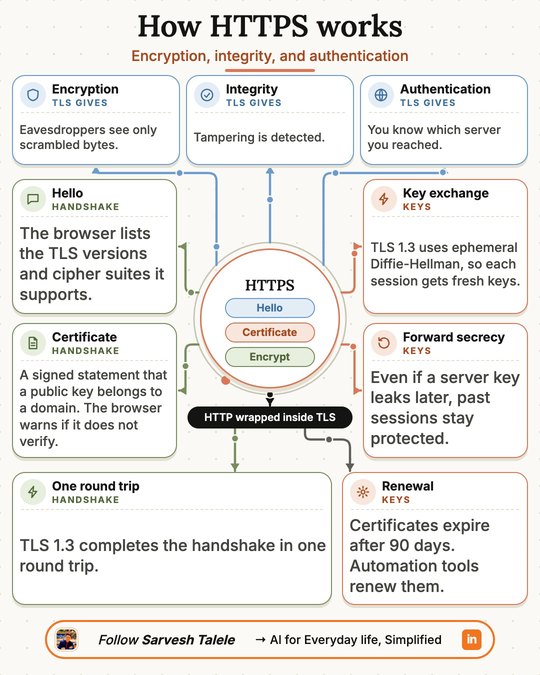 How HTTPS works
Encryption, integrity, and authentication
Encryption
TLS GIVES
Eavesdroppers see only
scrambled bytes.
Integrity
TLS GIVES
Tampering is detected.
Authentication
TLS GIVES
You know which server
you reached.
Hello
HANDSHAKE
The browser lists
the TLS versions
and cipher suites it
supports.
Key exchange
KEYS
TLS 1.3 uses ephemeral
Diffie-Hellman, so each
session gets fresh keys.
HTTPS
Hello
Certificate
Encrypt
HTTP wrapped inside TLS
Certificate
HANDSHAKE
A signed statement that
a public key belongs to
a domain. The browser
warns if it does not
verify.
Forward secrecy
KEYS
Even if a server key
leaks later, past
sessions stay
protected.
One round trip
HANDSHAKE
TLS 1.3 completes the handshake in one
round trip.
Renewal
KEYS
Certificates expire
after 90 days.
Automation tools
renew them.
Follow Sarvesh Talele → AI for Everyday life, Simplified in